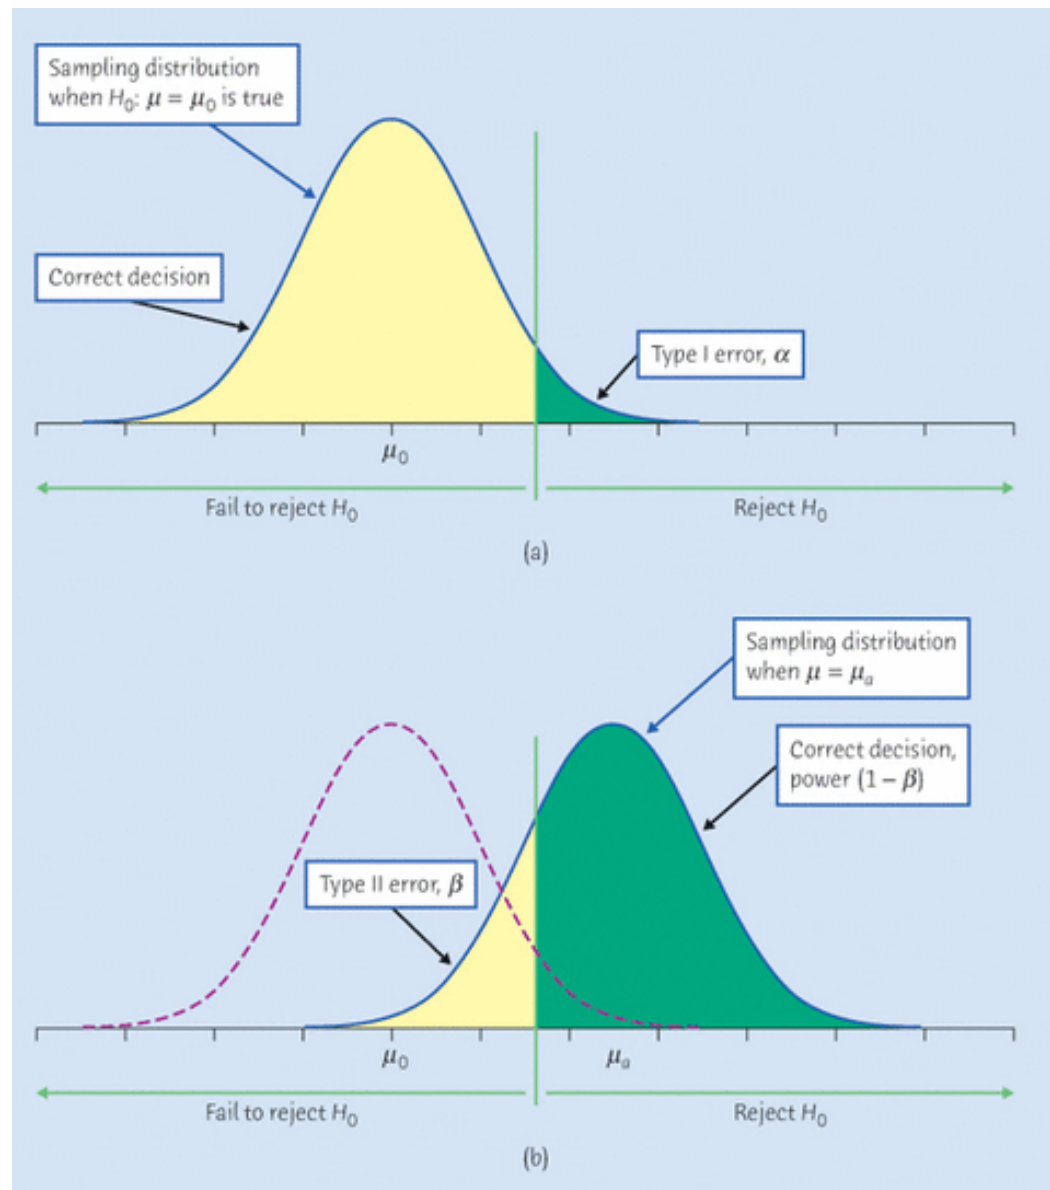 Sampling distribution
when H₀: μ = μ₀ is true
Correct decision
Type I error, α
μ₀
Fail to reject H₀
Reject H₀
(a)
Sampling distribution
when μ = μₐ
Correct decision,
power (1 − β)
Type II error, β
μ₀
μₐ
Fail to reject H₀
Reject H₀
(b)